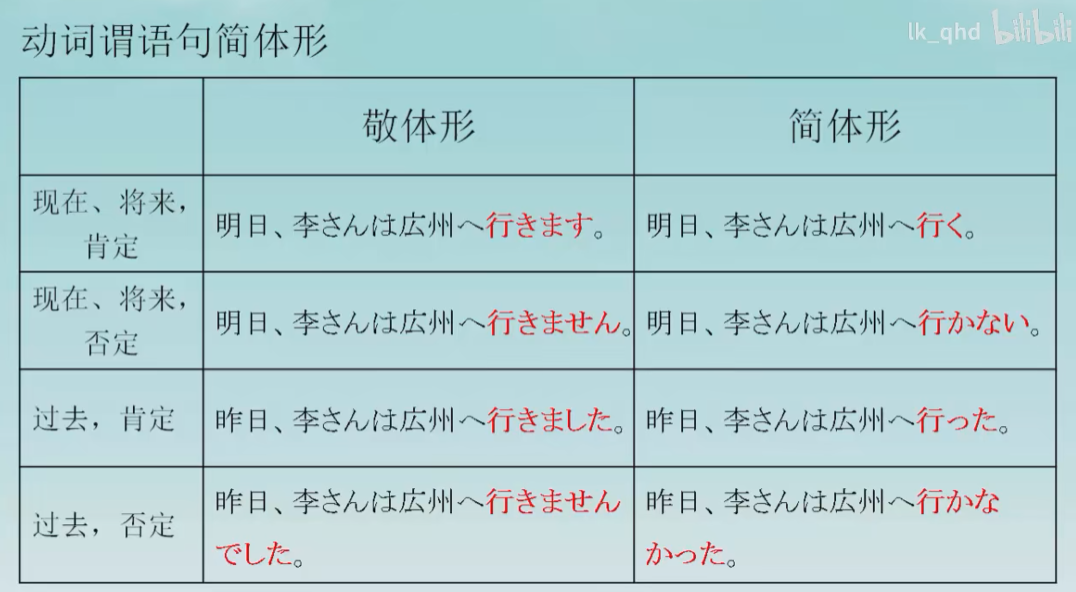 动词谓语句简体形
lk_qhd bilibili
敬体形 简体形
现在、将来，
肯定
明日、李さんは広州へ行きます。 明日、李さんは広州へ行く。
现在、将来，
否定
明日、李さんは広州へ行きません。 明日、李さんは広州へ行かない。
过去，肯定 昨日、李さんは広州へ行きました。 昨日、李さんは広州へ行った。
过去，否定
昨日、李さんは広州へ行きません
でした。
昨日、李さんは広州へ行かな
かった。